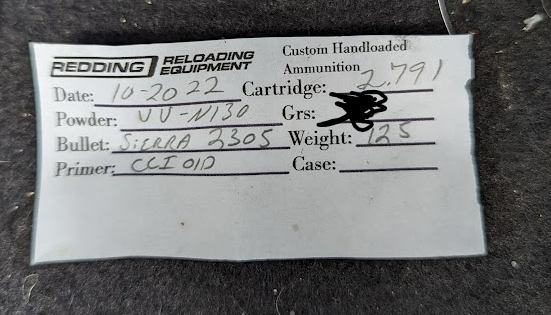 REDDING RELOADING EQUIPMENT Custom Handloaded Ammunition
Date: 10-2022 Cartridge: 2.791
Powder: VV-N130 Grs:
Bullet: SIERRA 2305 Weight: 125
Primer: CCI 01D Case: